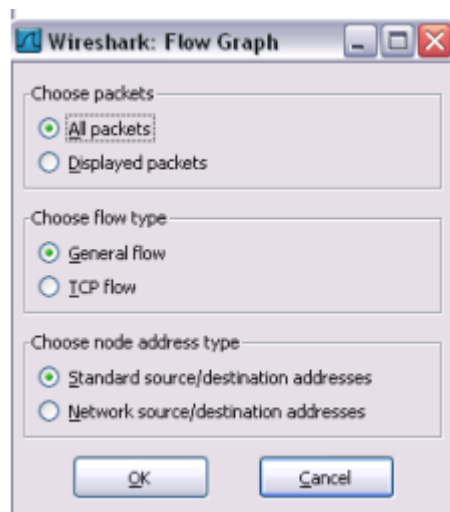 Wireshark: Flow Graph
Choose packets
All packets
Displayed packets
Choose flow type
General flow
TCP flow
Choose node address type
Standard source/destination addresses
Network source/destination addresses
OK
Cancel